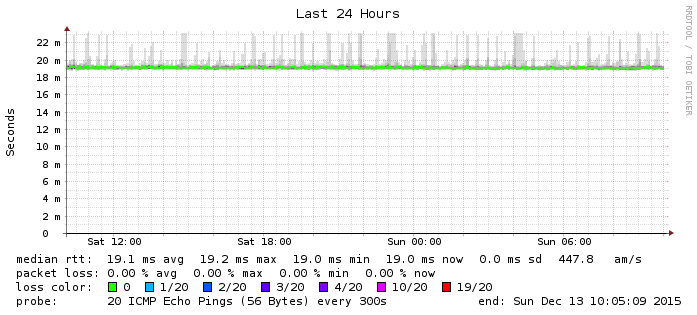 Last 24 Hours
RRDTOOL / TOBI OETIKER
Seconds
22 m
20 m
18 m
16 m
14 m
12 m
10 m
8 m
6 m
4 m
2 m
0
Sat 12:00 Sat 18:00 Sun 00:00 Sun 06:00
median rtt: 19.1 ms avg 19.2 ms max 19.0 ms min 19.0 ms now 0.0 ms sd 447.8 am/s
packet loss: 0.00 % avg 0.00 % max 0.00 % min 0.00 % now
loss color: 0 1/20 2/20 3/20 4/20 10/20 19/20
probe: 20 ICMP Echo Pings (56 Bytes) every 300s end: Sun Dec 13 10:05:09 2015